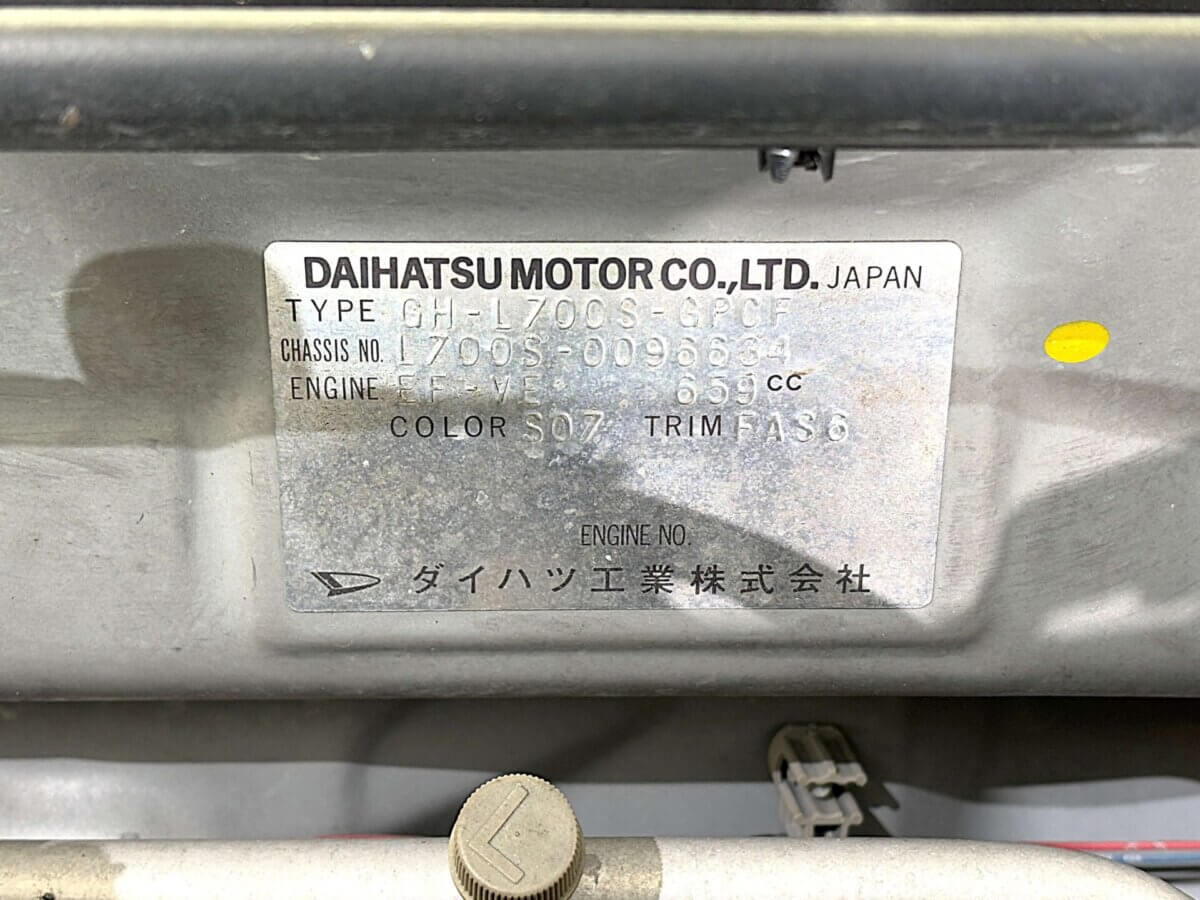 DAIHATSU MOTOR CO.,LTD. JAPAN
TYPE GH-L700S-GPCF
CHASSIS NO. L700S-0096634
ENGINE EF-VE 659 CC
COLOR S07 TRIM FAS6
ENGINE NO.
ダイハツ工業株式会社
L